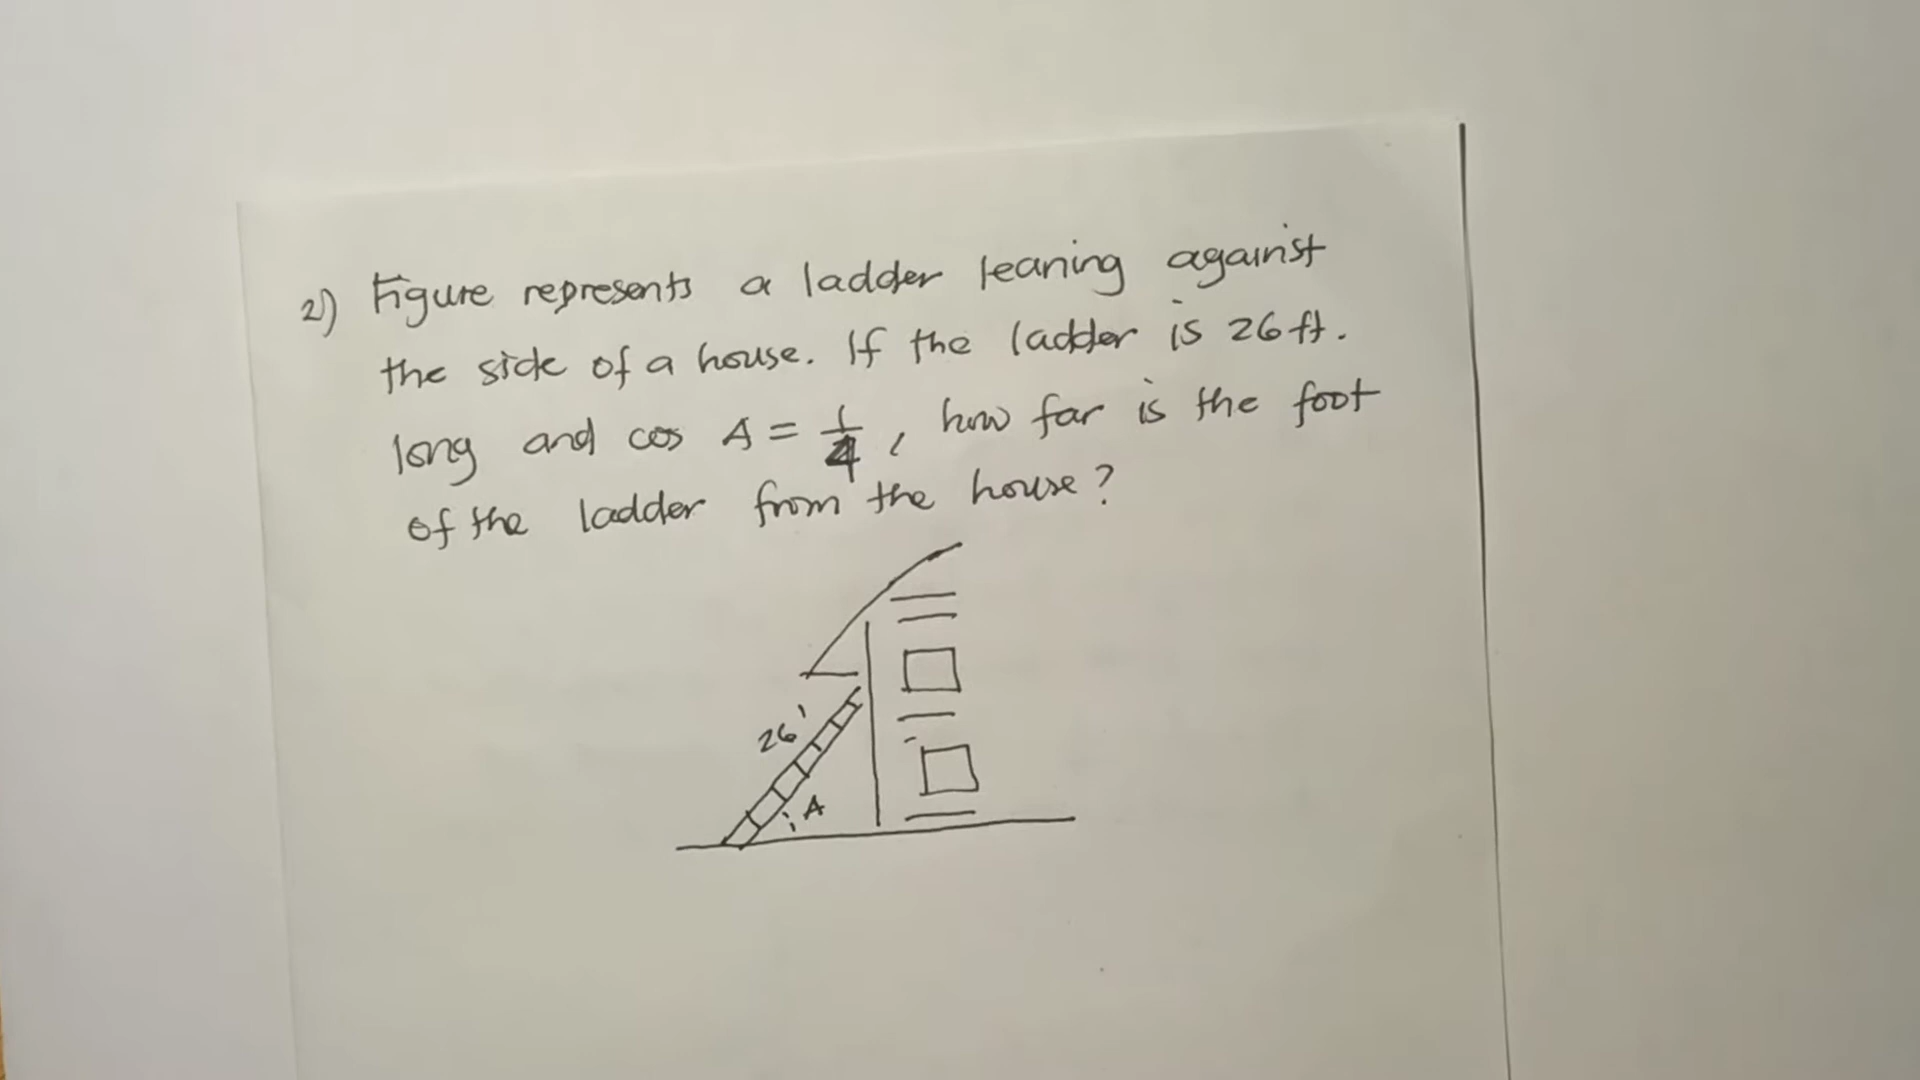 2) Figure represents a ladder leaning against
the side of a house. If the ladder is 26 ft.
long and cos A = 1/4, how far is the foot
of the ladder from the house?
26'
A